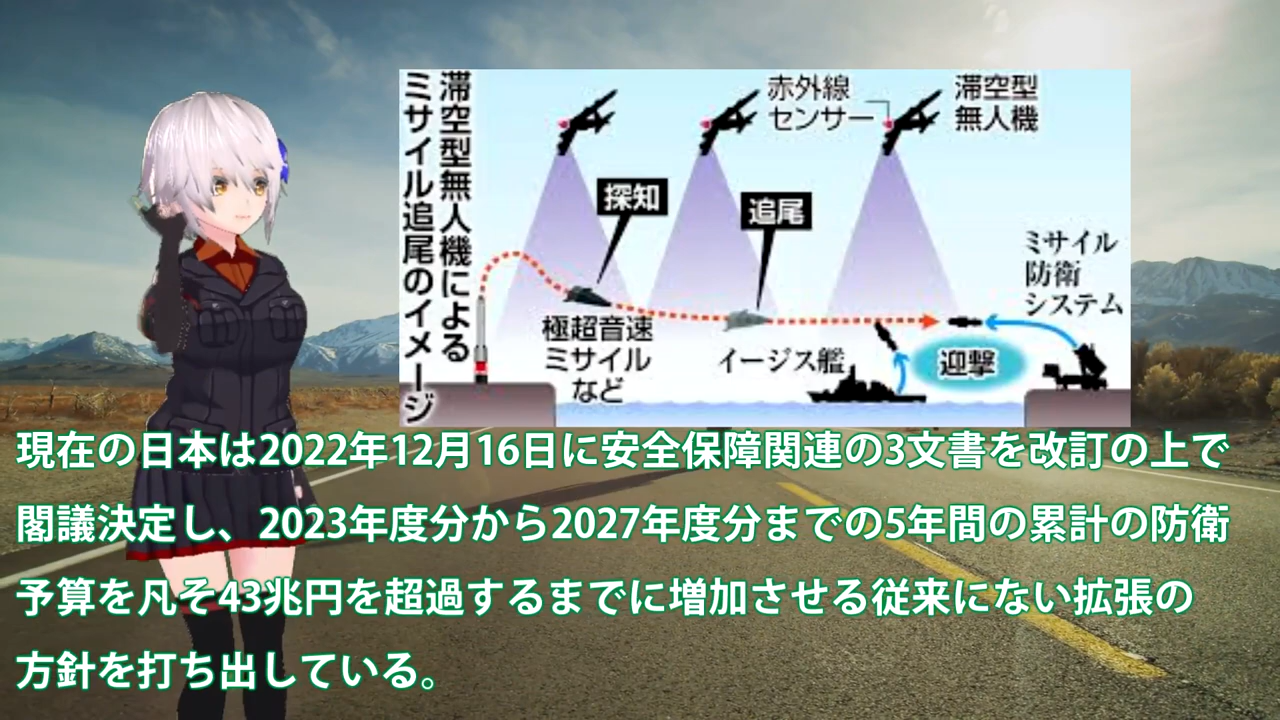 滞空型無人機による
ミサイル追尾のイメージ
赤外線
センサー
滞空型
無人機
探知
追尾
ミサイル
防衛
システム
極超音速
ミサイル
など
イージス艦
迎撃
現在の日本は2022年12月16日に安全保障関連の3文書を改訂の上で
閣議決定し、2023年度分から2027年度分までの5年間の累計の防衛
予算を凡そ43兆円を超過するまでに増加させる従来にない拡張の
方針を打ち出している。